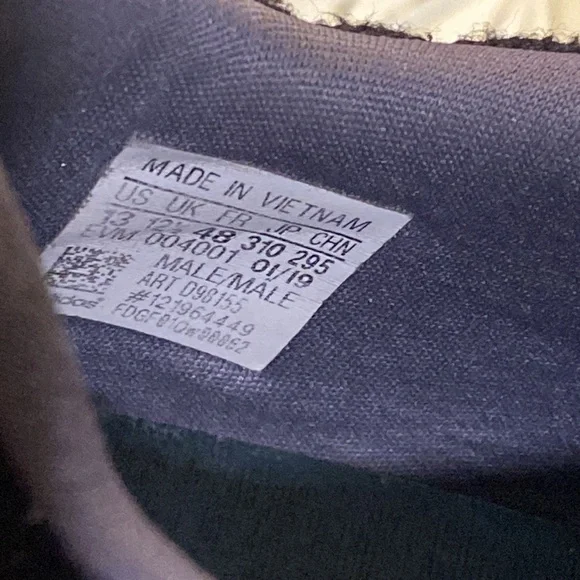 MADE IN VIETNAM
US UK FR JP CHN
13 12½ 48 310 295
EVM 004001 01/19
MALE/MALE
ART D98155
#121964449
adidas